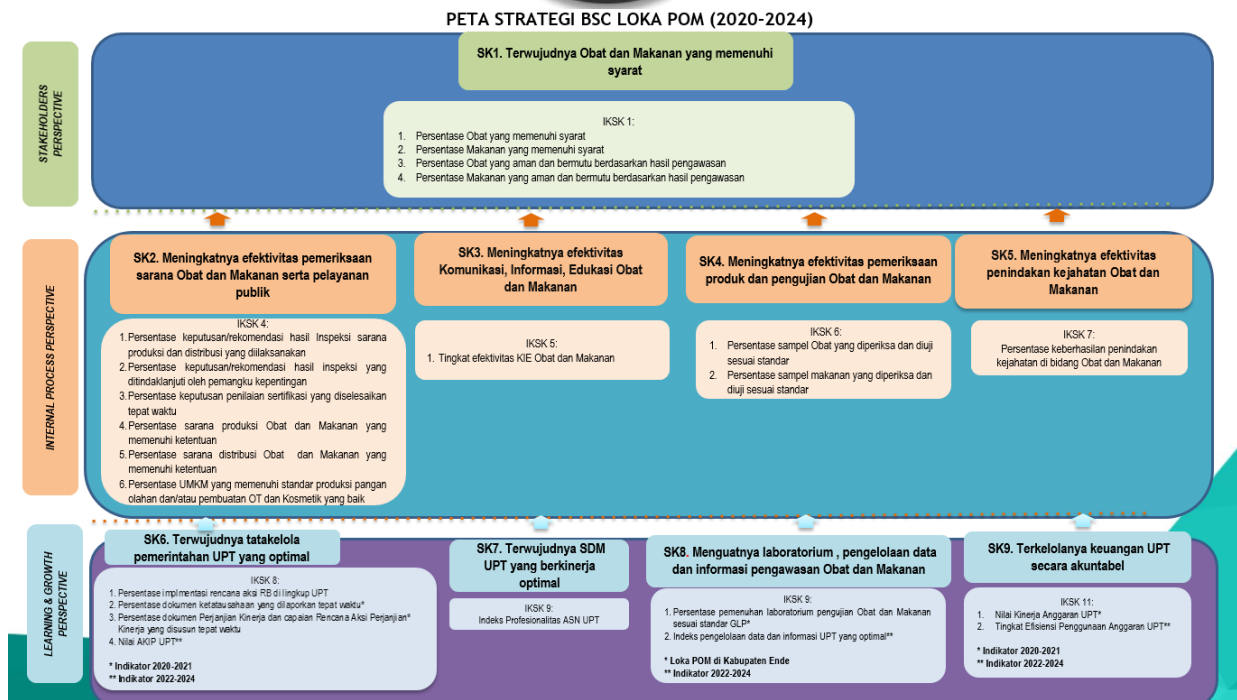 PETA STRATEGI BSC LOKA POM (2020-2024)
STAKEHOLDERS
PERSPECTIVE
SK1. Terwujudnya Obat dan Makanan yang memenuhi
syarat
IKSK 1:
1. Persentase Obat yang memenuhi syarat
2. Persentase Makanan yang memenuhi syarat
3. Persentase Obat yang aman dan bermutu berdasarkan hasil pengawasan
4. Persentase Makanan yang aman dan bermutu berdasarkan hasil pengawasan
INTERNAL PROCESS PERSPECTIVE
SK2. Meningkatnya efektivitas pemeriksaan
sarana Obat dan Makanan serta pelayanan
publik
IKSK 4:
1. Persentase keputusan/rekomendasi hasil Inspeksi sarana
produksi dan distribusi yang diilaksanakan
2. Persentase keputusan/rekomendasi hasil inspeksi yang
ditindaklanjuti oleh pemangku kepentingan
3. Persentase keputusan penilaian sertifikasi yang diselesaikan
tepat waktu
4. Persentase sarana produksi Obat dan Makanan yang
memenuhi ketentuan
5. Persentase sarana distribusi Obat dan Makanan yang
memenuhi ketentuan
6. Persentase UMKM yang memenuhi standar produksi pangan
olahan dan/atau pembuatan OT dan Kosmetik yang baik
SK3. Meningkatnya efektivitas
Komunikasi, Informasi, Edukasi Obat
dan Makanan
IKSK 5:
1. Tingkat efektivitas KIE Obat dan Makanan
SK4. Meningkatnya efektivitas pemeriksaan
produk dan pengujian Obat dan Makanan
IKSK 6:
1. Persentase sampel Obat yang diperiksa dan diuji
sesuai standar
2. Persentase sampel makanan yang diperiksa dan
diuji sesuai standar
SK5. Meningkatnya efektivitas
penindakan kejahatan Obat dan
Makanan
IKSK 7:
Persentase keberhasilan penindakan
kejahatan di bidang Obat dan Makanan
LEARNING & GROWTH
PERSPECTIVE
SK6. Terwujudnya tatakelola
pemerintahan UPT yang optimal
IKSK 8:
1. Persentase implmentasi rencana aksi RB di lingkup UPT
2. Persentase dokumen ketatausahaan yang dilaporkan tepat waktu*
3. Persentase dokumen Perjanjian Kinerja dan capaian Rencana Aksi Perjanjian*
Kinerja yang disusun tepat waktu
4. Nilai AKIP UPT**
* Indikator 2020-2021
** Indikator 2022-2024
SK7. Terwujudnya SDM
UPT yang berkinerja
optimal
IKSK 9:
Indeks Profesionalitas ASN UPT
SK8. Menguatnya laboratorium , pengelolaan data
dan informasi pengawasan Obat dan Makanan
IKSK 9:
1. Persentase pemenuhan laboratorium pengujian Obat dan Makanan
sesuai standar GLP*
2. Indeks pengelolaan data dan informasi UPT yang optimal**
* Loka POM di Kabupaten Ende
** Indikator 2022-2024
SK9. Terkelolanya keuangan UPT
secara akuntabel
IKSK 11:
1. Nilai Kinerja Anggaran UPT*
2. Tingkat Efisiensi Penggunaan Anggaran UPT**
* Indikator 2020-2021
** Indikator 2022-2024